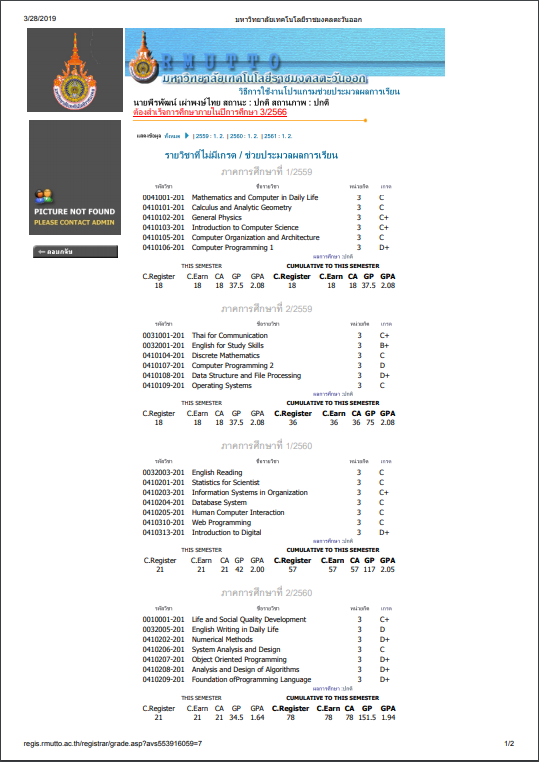 3/28/2019 มหาวิทยาลัยเทคโนโลยีราชมงคลตะวันออก
RMUTTO
มหาวิทยาลัยเทคโนโลยีราชมงคลตะวันออก
วิธีการใช้งานโปรแกรมช่วยประมวลผลการเรียน
นายพีรพัฒน์ เผ่าพงษ์ไทย สถานะ : ปกติ สถานภาพ : ปกติ
ต้องสำเร็จการศึกษาภายในปีการศึกษา 3/2566
PICTURE NOT FOUND
PLEASE CONTACT ADMIN
ถอยกลับ
แสดงข้อมูล ทั้งหมด | 2559 : 1. 2. | 2560 : 1. 2. | 2561 : 1. 2.
รายวิชาที่ไม่มีเกรด / ช่วยประมวลผลการเรียน
ภาคการศึกษาที่ 1/2559
รหัสวิชา ชื่อรายวิชา หน่วยกิต เกรด
0041001-201 Mathematics and Computer in Daily Life 3 C
0410101-201 Calculus and Analytic Geometry 3 C
0410102-201 General Physics 3 C+
0410103-201 Introduction to Computer Science 3 C+
0410105-201 Computer Organization and Architecture 3 C
0410106-201 Computer Programming 1 3 D+
ผลการศึกษา :ปกติ
THIS SEMESTER CUMULATIVE TO THIS SEMESTER
C.Register C.Earn CA GP GPA C.Register C.Earn CA GP GPA
18 18 18 37.5 2.08 18 18 18 37.5 2.08
ภาคการศึกษาที่ 2/2559
รหัสวิชา ชื่อรายวิชา หน่วยกิต เกรด
0031001-201 Thai for Communication 3 C+
0032001-201 English for Study Skills 3 B+
0410104-201 Discrete Mathematics 3 C
0410107-201 Computer Programming 2 3 D
0410108-201 Data Structure and File Processing 3 D+
0410109-201 Operating Systems 3 C
ผลการศึกษา :ปกติ
THIS SEMESTER CUMULATIVE TO THIS SEMESTER
C.Register C.Earn CA GP GPA C.Register C.Earn CA GP GPA
18 18 18 37.5 2.08 36 36 36 75 2.08
ภาคการศึกษาที่ 1/2560
รหัสวิชา ชื่อรายวิชา หน่วยกิต เกรด
0032003-201 English Reading 3 C
0410201-201 Statistics for Scientist 3 C
0410203-201 Information Systems in Organization 3 C+
0410204-201 Database System 3 C
0410205-201 Human Computer Interaction 3 C
0410310-201 Web Programming 3 C
0410313-201 Introduction to Digital 3 D+
ผลการศึกษา :ปกติ
THIS SEMESTER CUMULATIVE TO THIS SEMESTER
C.Register C.Earn CA GP GPA C.Register C.Earn CA GP GPA
21 21 21 42 2.00 57 57 57 117 2.05
ภาคการศึกษาที่ 2/2560
รหัสวิชา ชื่อรายวิชา หน่วยกิต เกรด
0010001-201 Life and Social Quality Development 3 C+
0032005-201 English Writing in Daily Life 3 D
0410202-201 Numerical Methods 3 D+
0410206-201 System Analysis and Design 3 C
0410207-201 Object Oriented Programming 3 D+
0410208-201 Analysis and Design of Algorithms 3 D+
0410209-201 Foundation ofProgramming Language 3 D+
ผลการศึกษา :ปกติ
THIS SEMESTER CUMULATIVE TO THIS SEMESTER
C.Register C.Earn CA GP GPA C.Register C.Earn CA GP GPA
21 21 21 34.5 1.64 78 78 78 151.5 1.94
regis.rmutto.ac.th/registrar/grade.asp?avs553916059=7 1/2